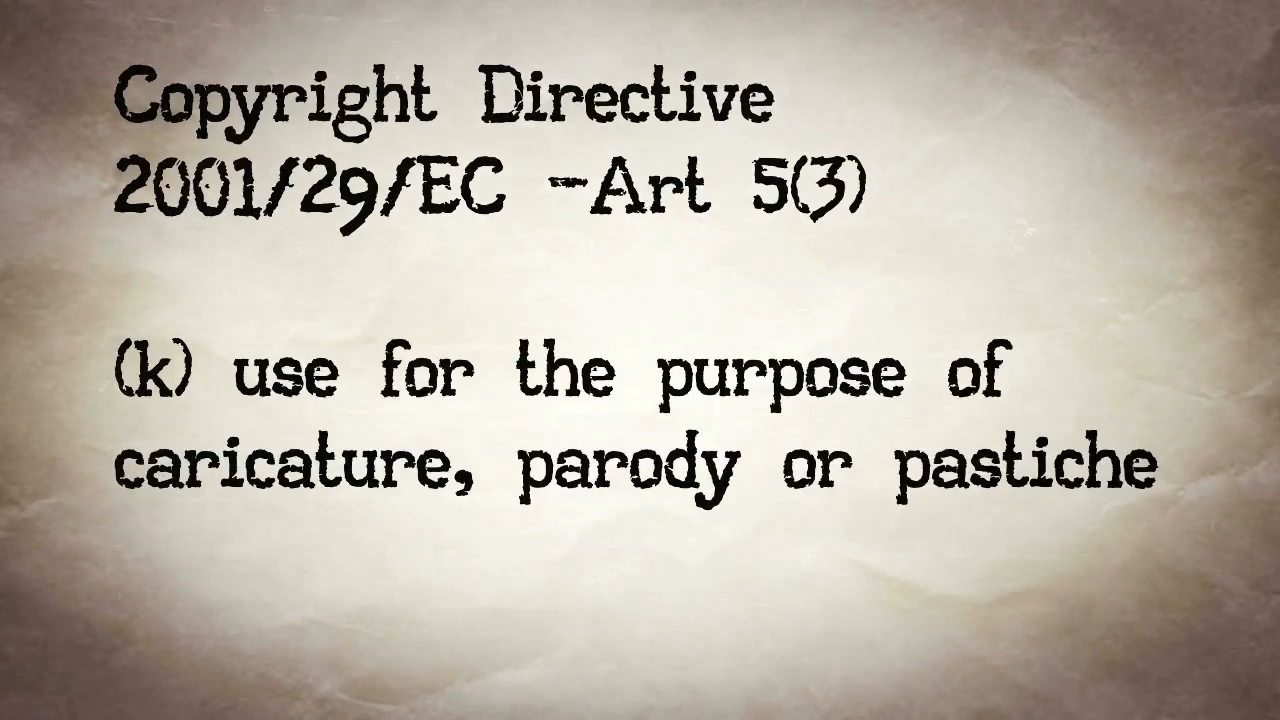 Copyright Directive
2001/29/EC -Art 5(3)
(k) use for the purpose of
caricature, parody or pastiche